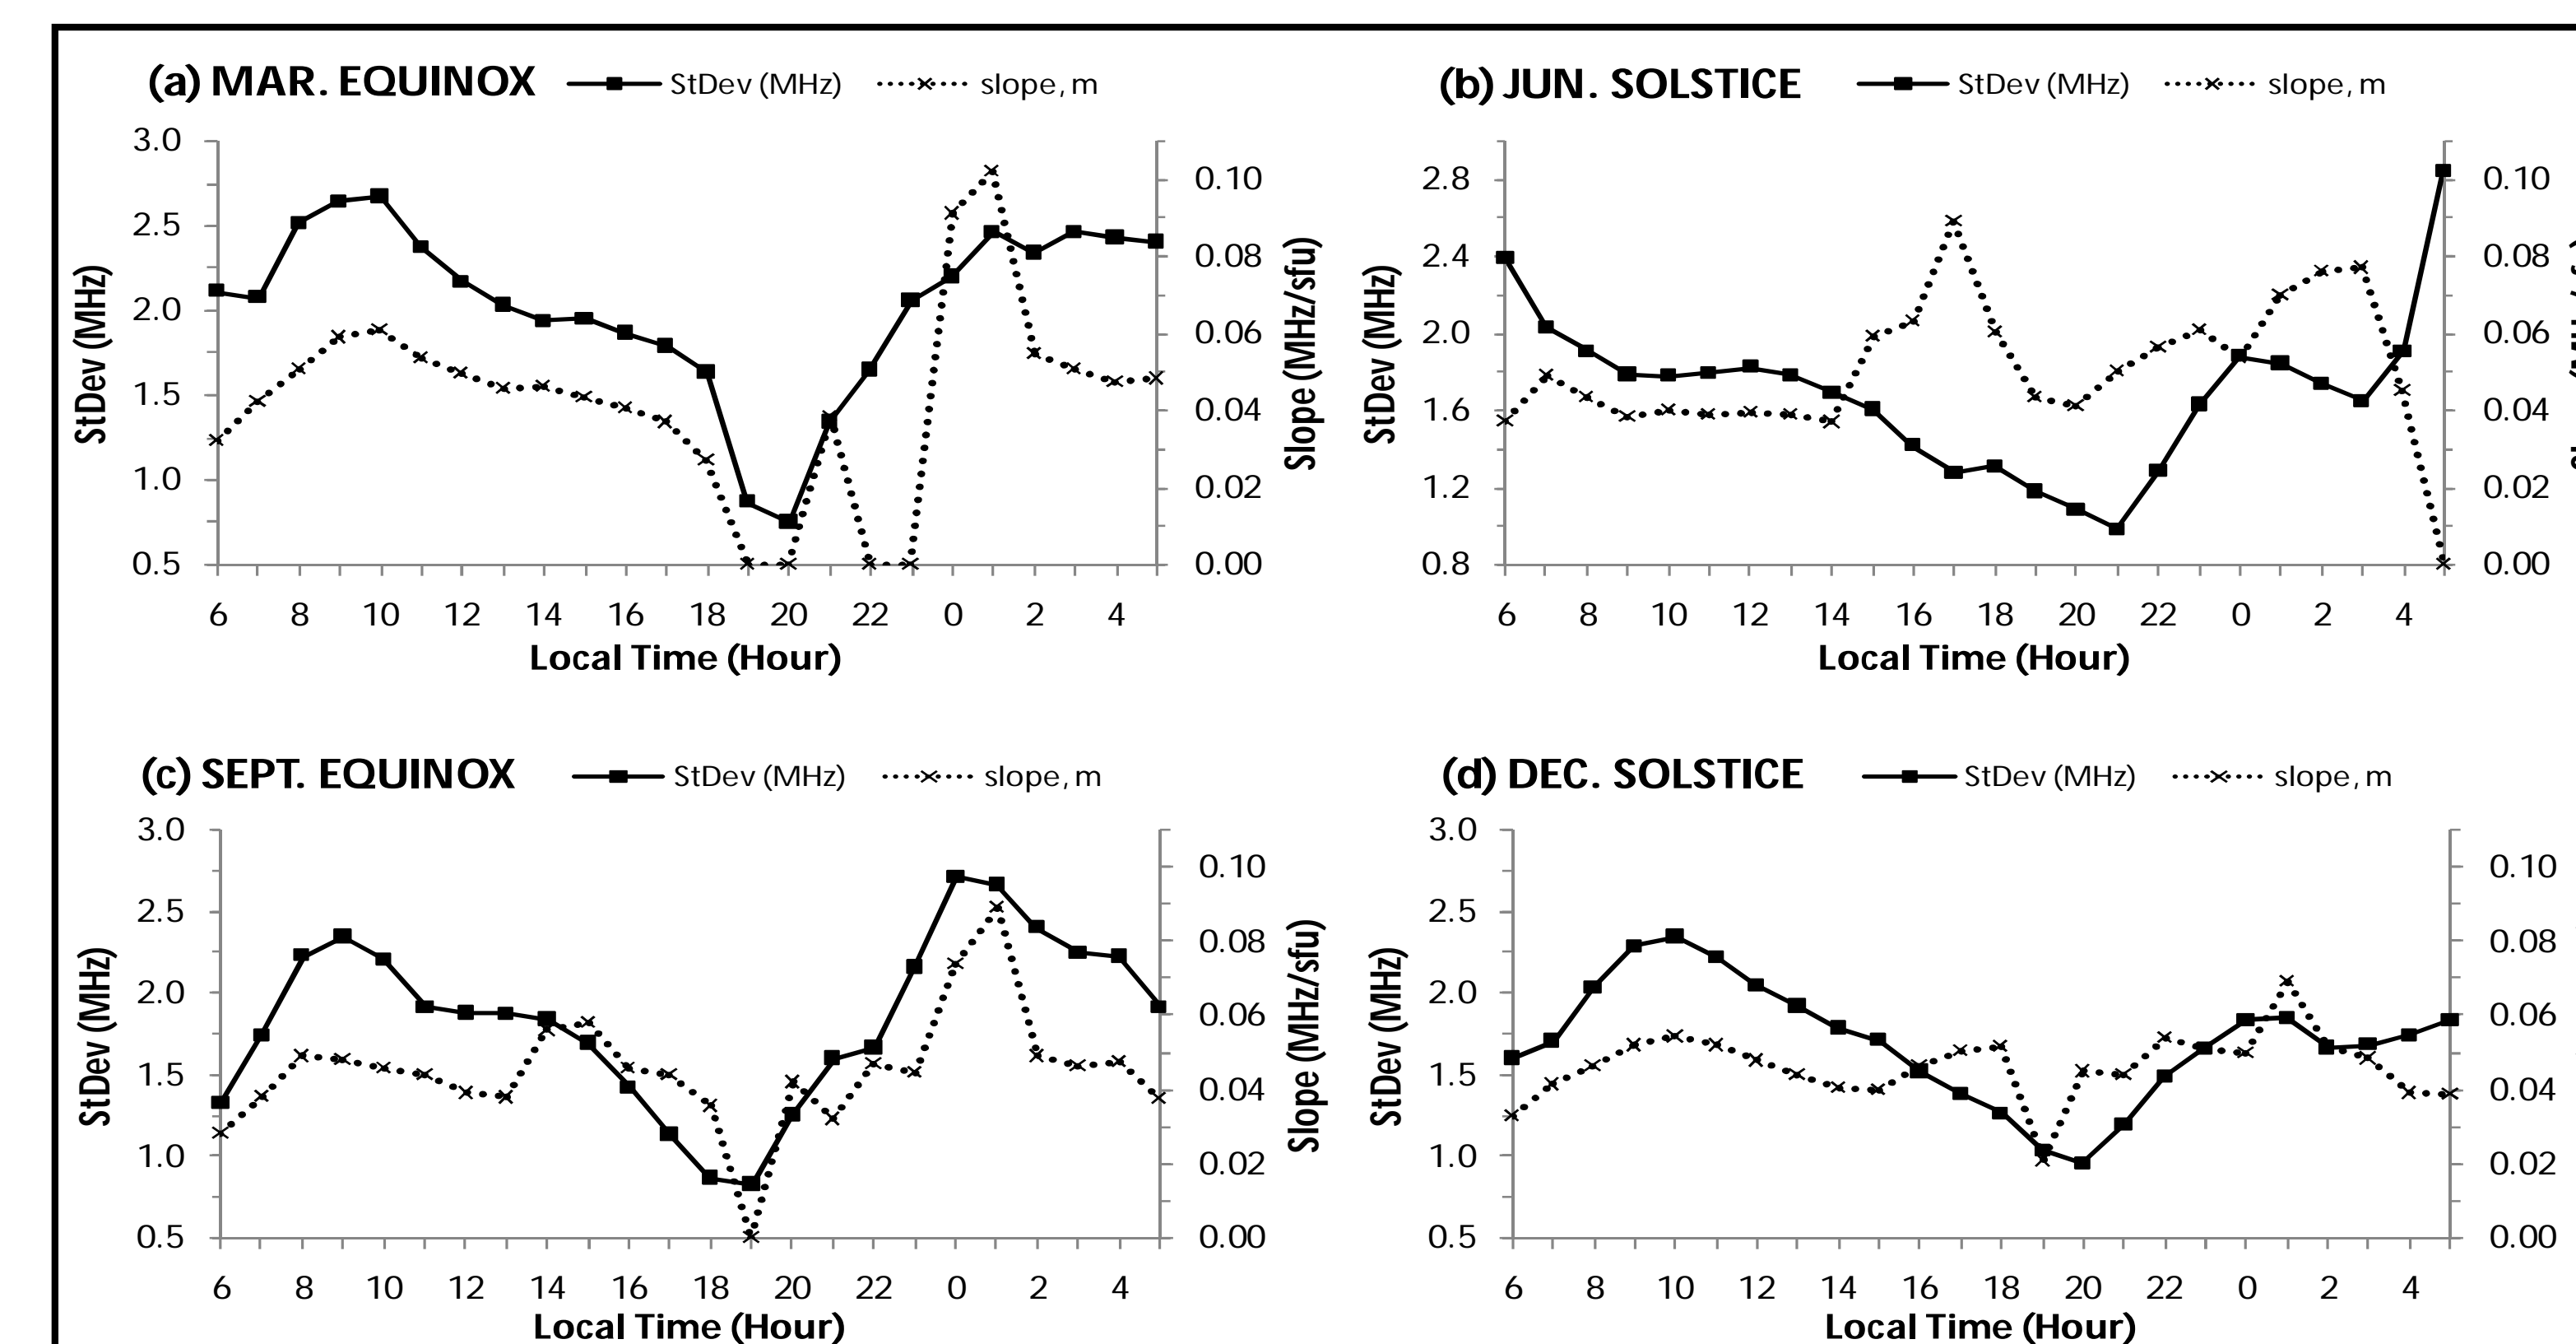 (a) MAR. EQUINOX StDev (MHz) slope, m
3.0
2.5
2.0
1.5
1.0
0.5
StDev (MHz)
0.10
0.08
0.06
0.04
0.02
0.00
Slope (MHz/sfu)
6 8 10 12 14 16 18 20 22 0 2 4
Local Time (Hour)
(b) JUN. SOLSTICE StDev (MHz) slope, m
2.8
2.4
2.0
1.6
1.2
0.8
StDev (MHz)
0.10
0.08
0.06
0.04
0.02
0.00
6 8 10 12 14 16 18 20 22 0 2 4
Local Time (Hour)
(c) SEPT. EQUINOX StDev (MHz) slope, m
3.0
2.5
2.0
1.5
1.0
0.5
StDev (MHz)
0.10
0.08
0.06
0.04
0.02
0.00
Slope (MHz/sfu)
6 8 10 12 14 16 18 20 22 0 2 4
Local Time (Hour)
(d) DEC. SOLSTICE StDev (MHz) slope, m
3.0
2.5
2.0
1.5
1.0
0.5
StDev (MHz)
0.10
0.08
0.06
0.04
0.02
0.00
6 8 10 12 14 16 18 20 22 0 2 4
Local Time (Hour)